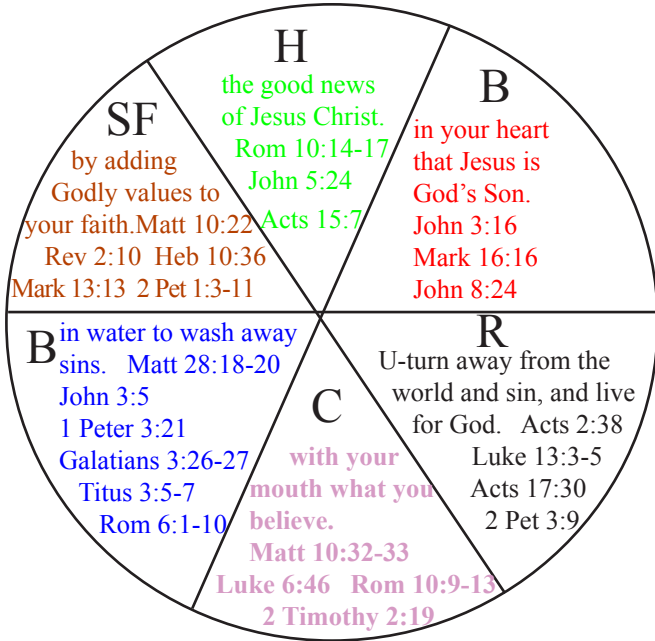 H
the good news
of Jesus Christ.
Rom 10:14-17
John 5:24
Acts 15:7
B
in your heart
that Jesus is
God’s Son.
John 3:16
Mark 16:16
John 8:24
R
U-turn away from the
world and sin, and live
for God. Acts 2:38
Luke 13:3-5
Acts 17:30
2 Pet 3:9
C
with your
mouth what you
believe.
Matt 10:32-33
Luke 6:46 Rom 10:9-13
2 Timothy 2:19
B
in water to wash away
sins. Matt 28:18-20
John 3:5
1 Peter 3:21
Galatians 3:26-27
Titus 3:5-7
Rom 6:1-10
SF
by adding
Godly values to
your faith.Matt 10:22
Rev 2:10 Heb 10:36
Mark 13:13 2 Pet 1:3-11